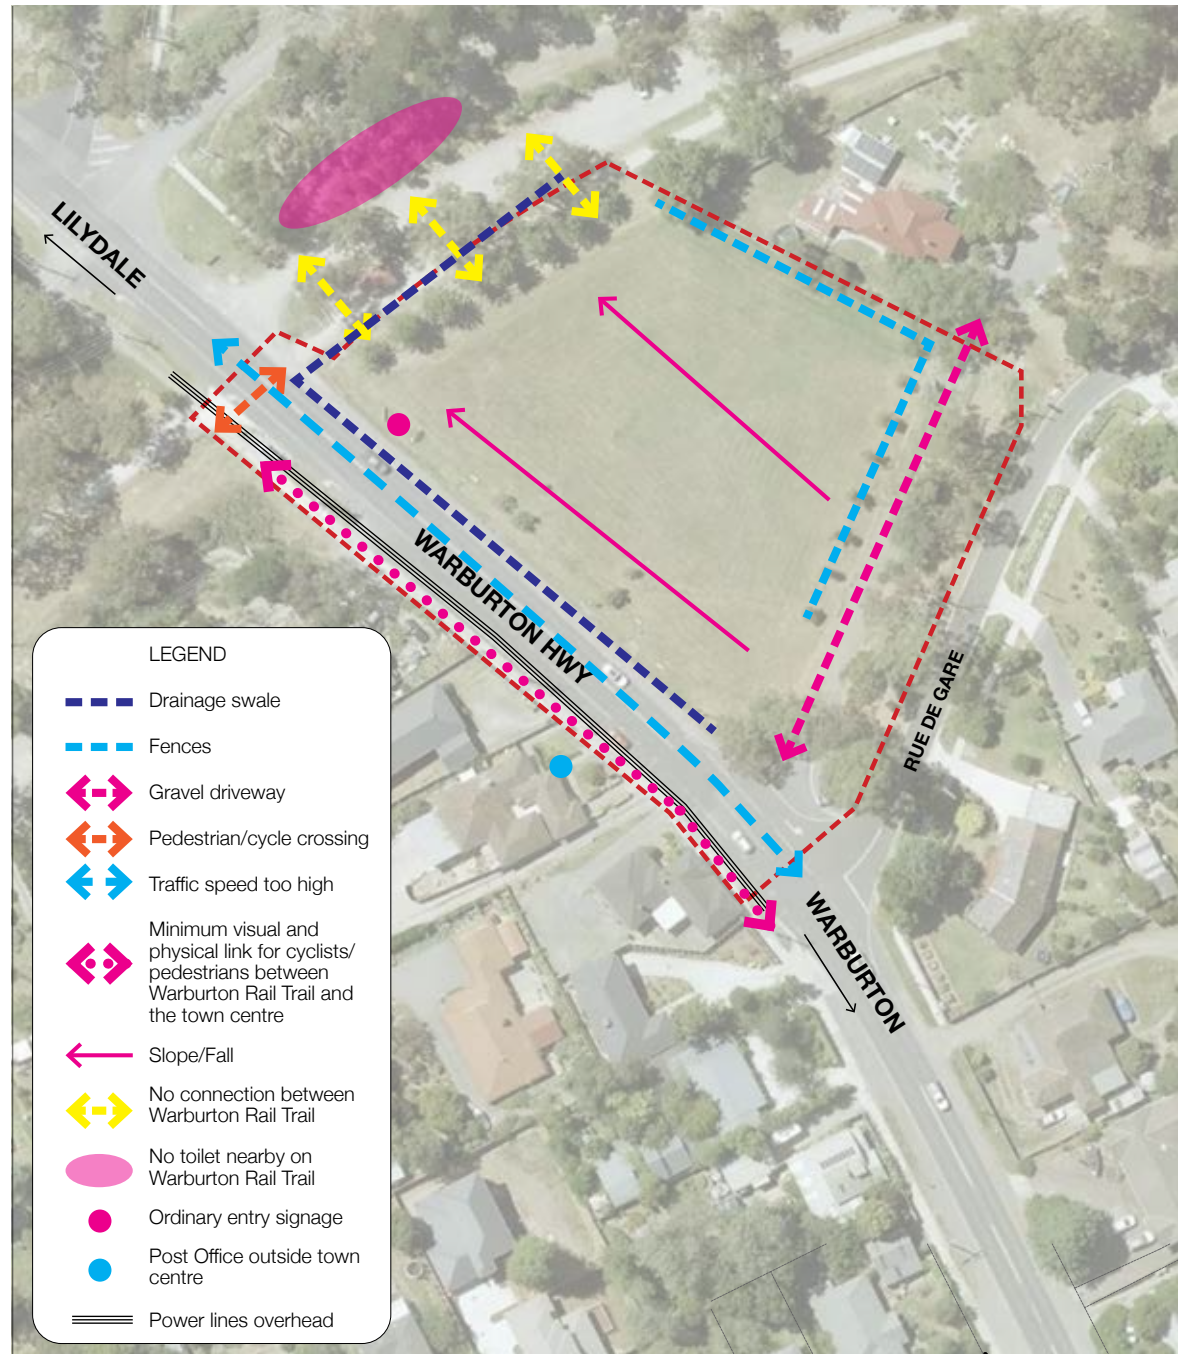 LILYDALE
WARBURTON HWY
RUE DE GARE
WARBURTON
LEGEND
Drainage swale
Fences
Gravel driveway
Pedestrian/cycle crossing
Traffic speed too high
Minimum visual and
physical link for cyclists/
pedestrians between
Warburton Rail Trail and
the town centre
Slope/Fall
No connection between
Warburton Rail Trail
No toilet nearby on
Warburton Rail Trail
Ordinary entry signage
Post Office outside town
centre
Power lines overhead